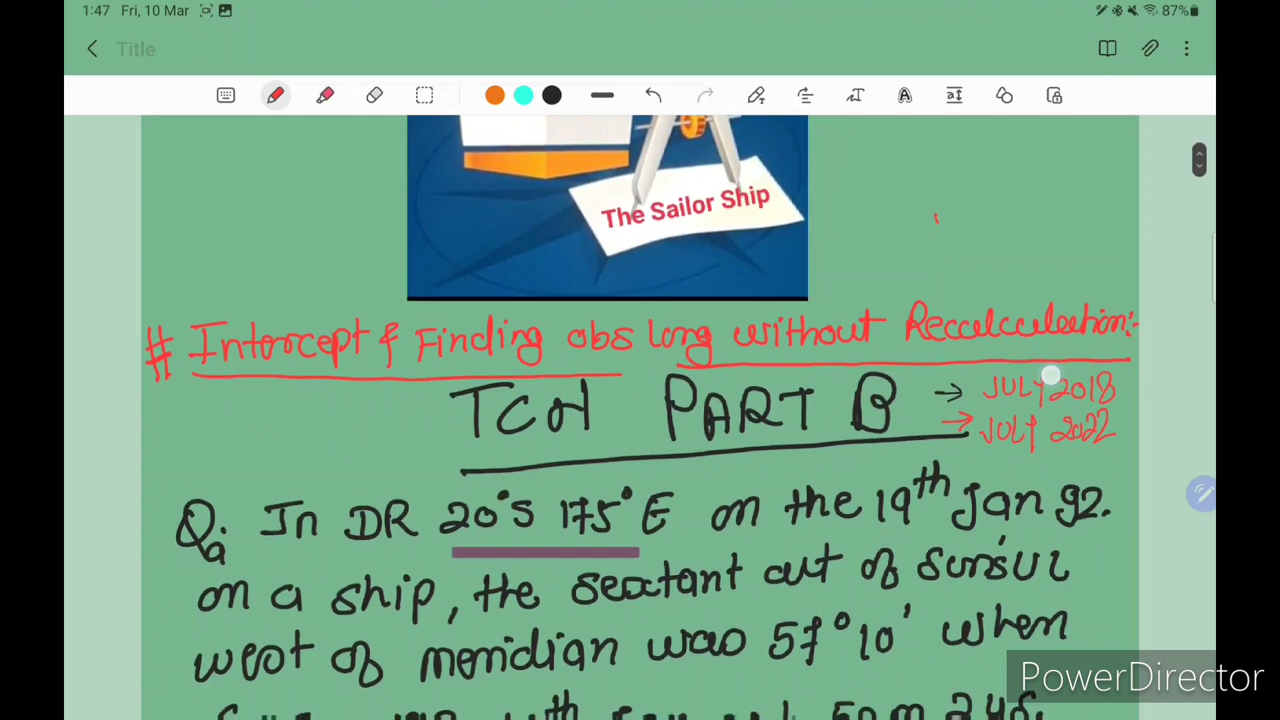 1:47 Fri, 10 Mar
87%
Title
The Sailor Ship
# Intercept & Finding obs long without Recalculation:-
TCH PART B → JULY 2018
→ JULY 2022
Q. In DR 20°S 175°E on the 19th Jan 92.
on a ship, the sextant alt of sun's UL
west of meridian was 57°10' when
PowerDirector